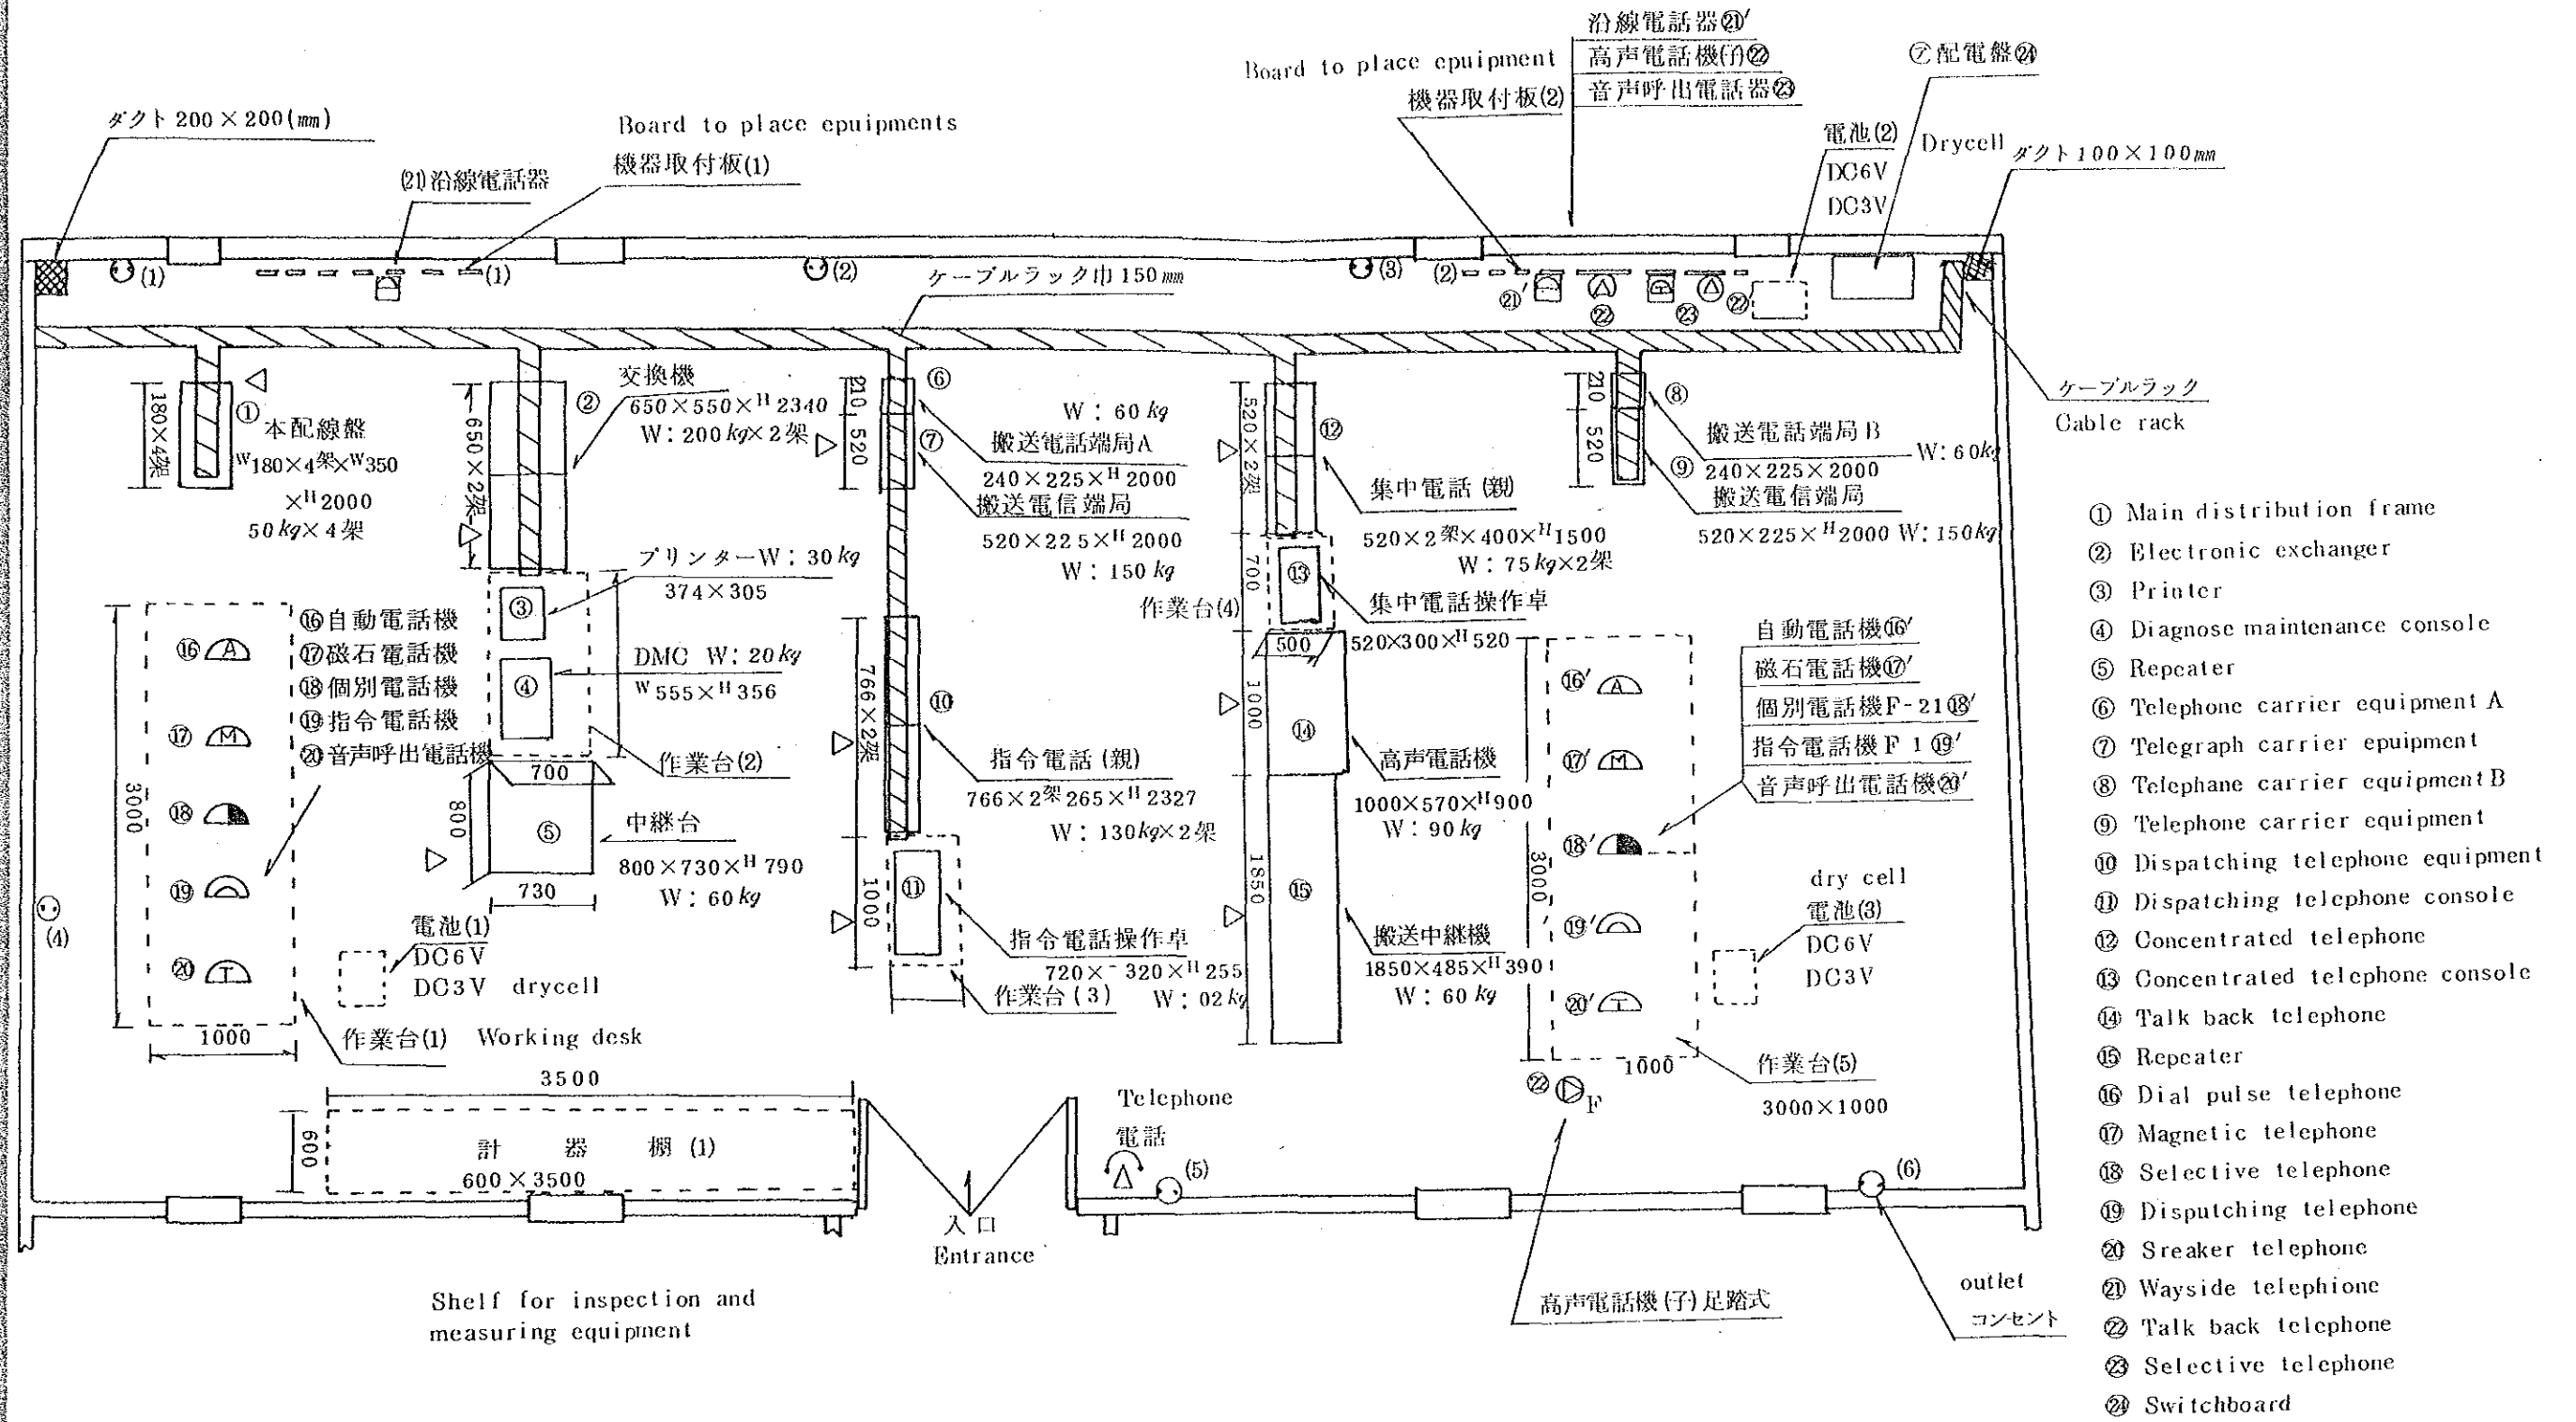 沿線電話器㉑′
Board to place epuipment 高声電話機(子)㉒
機器取付板(2) 音声呼出電話器㉓
㋐配電盤㉔
ダクト200×200(mm)
Board to place epuipments
機器取付板(1)
(21)沿線電話器
電池(2) Drycell
DC6V
DC3V
ダクト100×100mm
(1)
(1)
(2)
(3)
(2)
㉑′
㉒
㉓
㉒′
ケーブルラック巾150mm
ケーブルラック
Cable rack
180×4架
①
本配線盤
W180×4架×W350
×H2000
50kg×4架
650×2架
②
交換機
650×550×H2340
W:200kg×2架
プリンターW:30kg
374×305
③
DMC W:20kg
W555×H356
④
作業台(2)
700
800
⑤
中継台
800×730×H790
W:60kg
730
210
520
⑥
W:60kg
⑦
搬送電話端局A
240×225×H2000
搬送電信端局
520×225×H2000
W:150kg
766×2架
⑩
指令電話(親)
766×2架265×H2327
W:130kg×2架
1000
⑪
指令電話操作卓
720×320×H255
作業台(3) W:02kg
520×2架
⑫
集中電話(親)
520×2架×400×H1500
W:75kg×2架
700
⑬
作業台(4)
集中電話操作卓
520×300×H520
500
1000
⑭
高声電話機
1000×570×H900
W:90kg
1850
⑮
搬送中継機
1850×485×H390
W:60kg
210
520
⑧
搬送電話端局B
W:60kg
240×225×2000
⑨
搬送電信端局
520×225×H2000 W:150kg
3000
⑯ A
⑰ M
⑱
⑲
⑳ T
⑯自動電話機
⑰磁石電話機
⑱個別電話機
⑲指令電話機
⑳音声呼出電話機
1000
(4)
電池(1)
DC6V
DC3V drycell
作業台(1) Working desk
3000
⑯′ A
⑰′ M
⑱′
⑲′
⑳′ T
自動電話機⑯′
磁石電話機⑰′
個別電話機F-21⑱′
指令電話機F 1⑲′
音声呼出電話機⑳′
dry cell
電池(3)
DC6V
DC3V
1000
作業台(5)
3000×1000
㉒ F
3500
600
計器棚(1)
600×3500
Telephone
電話
(5)
(6)
入口
Entrance
Shelf for inspection and
measuring equipment
高声電話機(子)足踏式
outlet
コンセント
① Main distribution frame
② Electronic exchanger
③ Printer
④ Diagnose maintenance console
⑤ Repeater
⑥ Telephone carrier equipment A
⑦ Telegraph carrier epuipment
⑧ Telephane carrier equipment B
⑨ Telephone carrier equipment
⑩ Dispatching telephone equipment
⑪ Dispatching telephone console
⑫ Concentrated telephone
⑬ Concentrated telephone console
⑭ Talk back telephone
⑮ Repeater
⑯ Dial pulse telephone
⑰ Magnetic telephone
⑱ Selective telephone
⑲ Disputching telephone
⑳ Sreaker telephone
㉑ Wayside telephione
㉒ Talk back telephone
㉓ Selective telephone
㉔ Switchboard